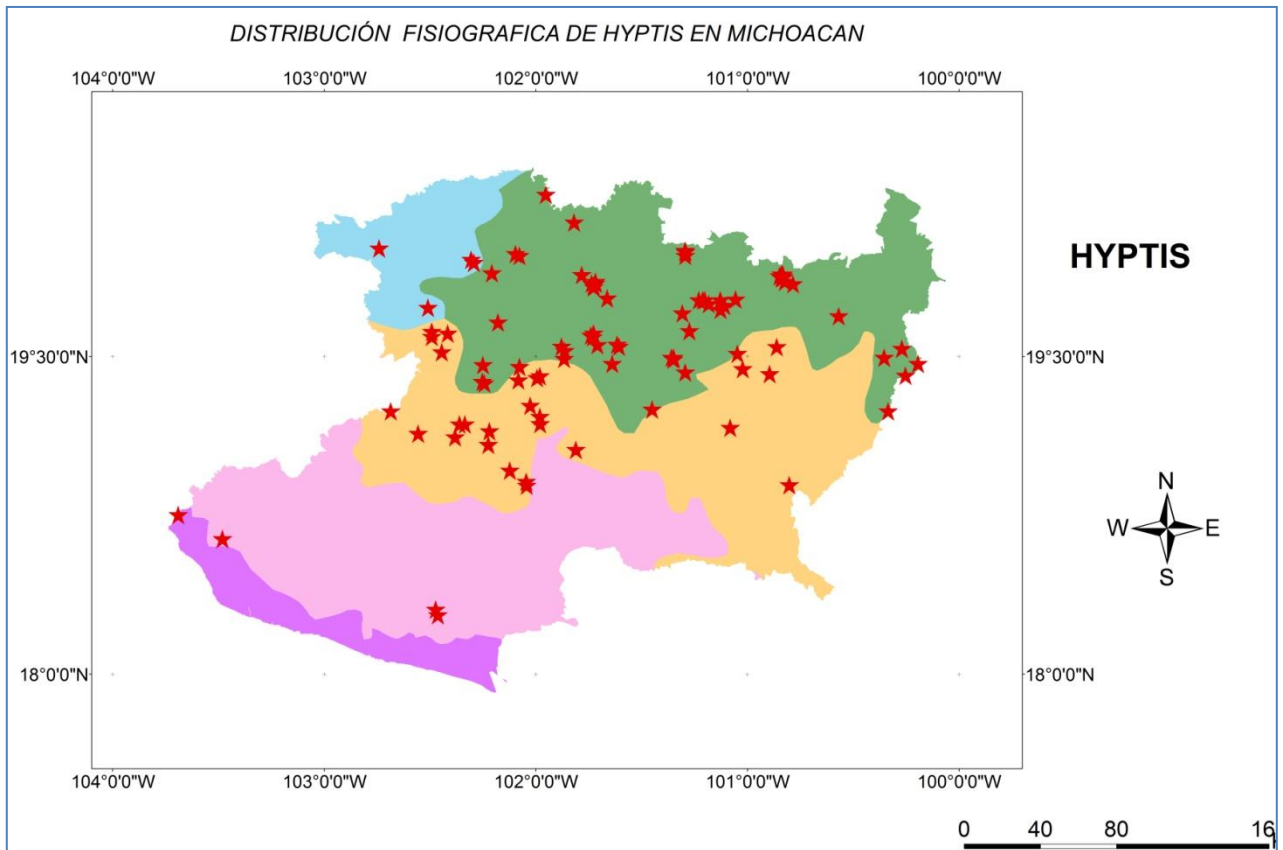 DISTRIBUCIÓN FISIOGRAFICA DE HYPTIS EN MICHOACAN
104°0'0"W 103°0'0"W 102°0'0"W 101°0'0"W 100°0'0"W
HYPTIS
19°30'0"N 19°30'0"N
N
W E
S
18°0'0"N 18°0'0"N
104°0'0"W 103°0'0"W 102°0'0"W 101°0'0"W 100°0'0"W
0 40 80 16